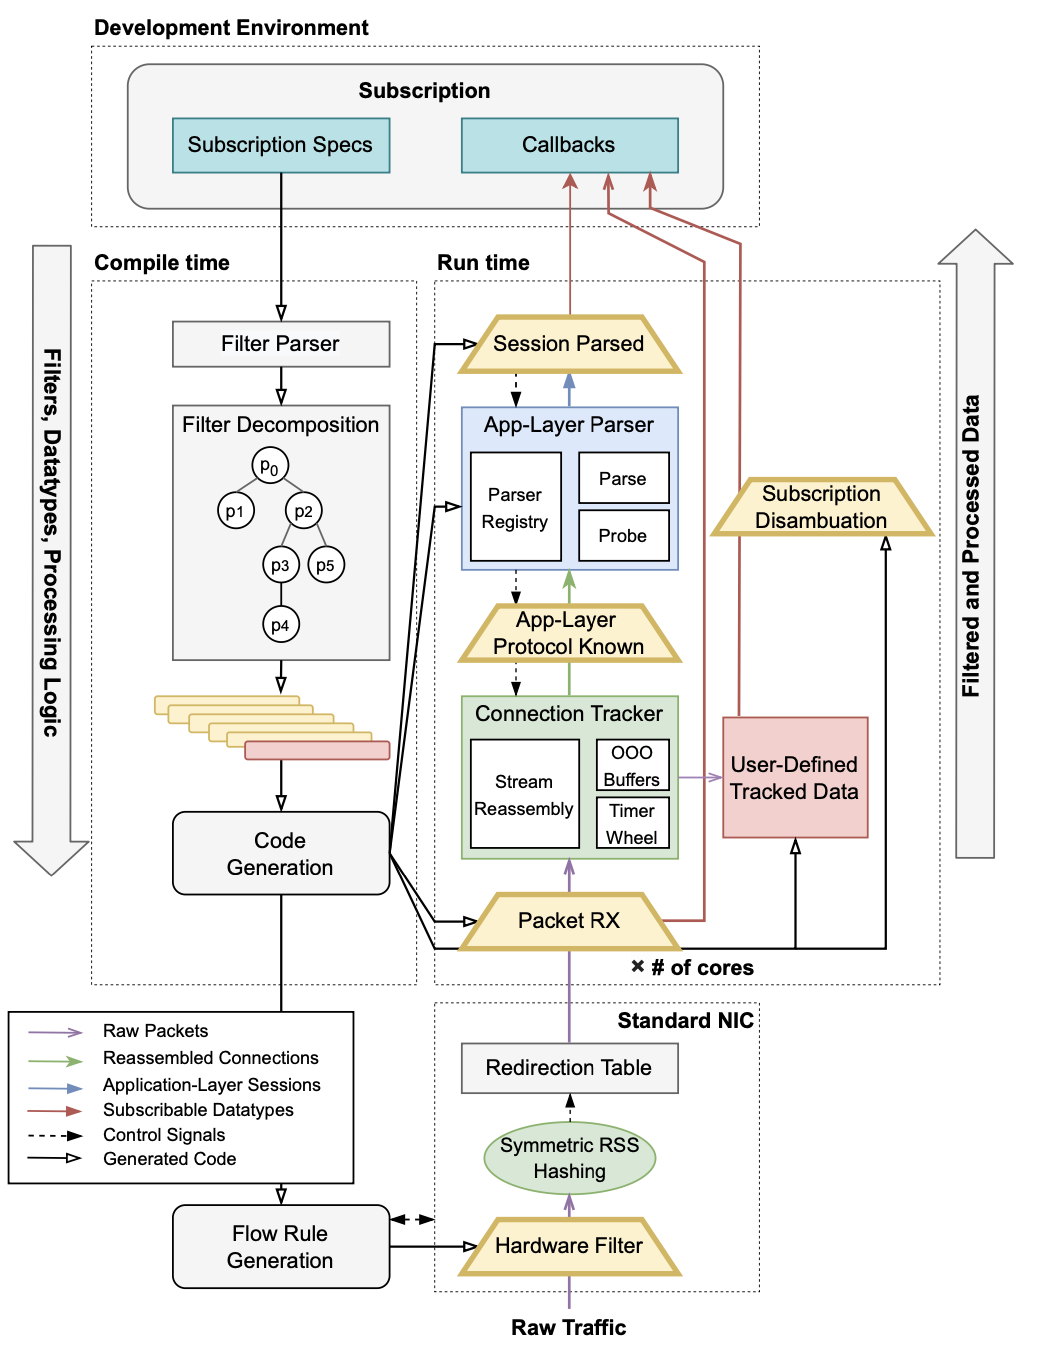 Development Environment
Subscription
Subscription Specs
Callbacks
Compile time
Run time
Filters, Datatypes, Processing Logic
Filter Parser
Filter Decomposition
p0
p1
p2
p3
p5
p4
Code
Generation
Session Parsed
App-Layer Parser
Parser
Registry
Parse
Probe
App-Layer
Protocol Known
Subscription
Disambuation
Connection Tracker
Stream
Reassembly
OOO
Buffers
Timer
Wheel
User-Defined
Tracked Data
Packet RX
× # of cores
Filtered and Processed Data
Raw Packets
Reassembled Connections
Application-Layer Sessions
Subscribable Datatypes
Control Signals
Generated Code
Flow Rule
Generation
Standard NIC
Redirection Table
Symmetric RSS
Hashing
Hardware Filter
Raw Traffic